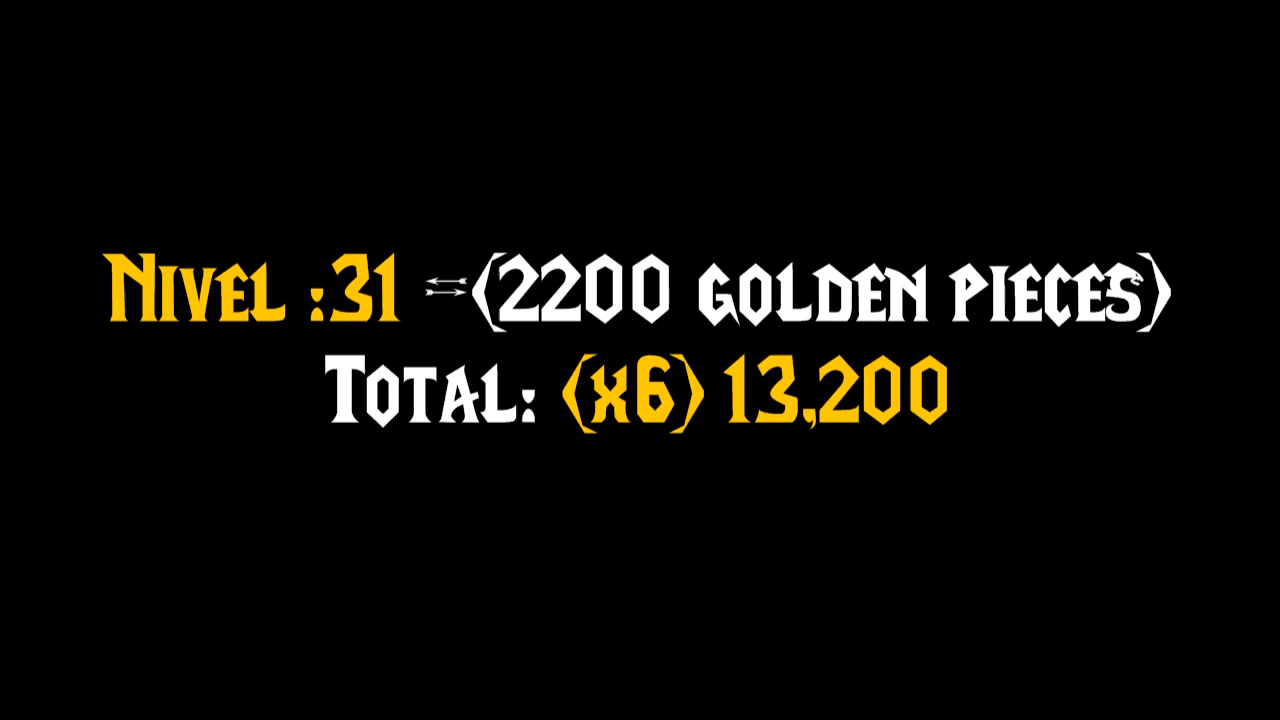 Nivel :31 =(2200 golden pieces)
Total: (x6) 13,200